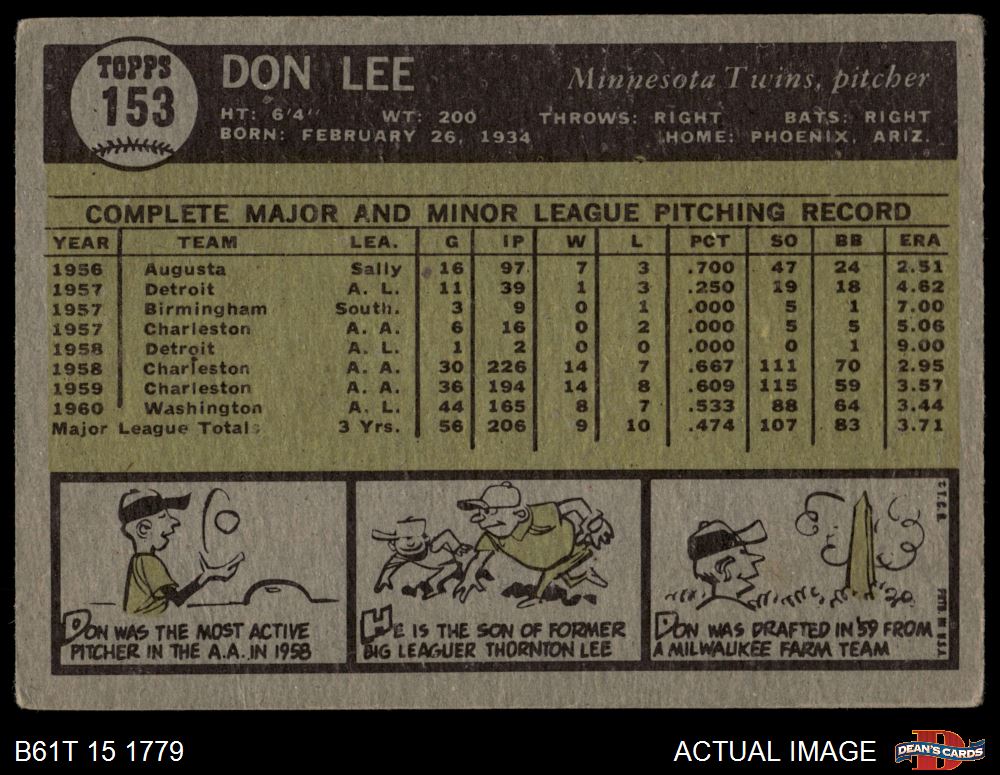 TOPPS
153
DON LEE
Minnesota Twins, pitcher
HT: 6'4" WT: 200 THROWS: RIGHT BATS: RIGHT
BORN: FEBRUARY 26, 1934 HOME: PHOENIX, ARIZ.
COMPLETE MAJOR AND MINOR LEAGUE PITCHING RECORD
YEAR TEAM LEA. G IP W L PCT SO BB ERA
1956 Augusta Sally 16 97 7 3 .700 47 24 2.51
1957 Detroit A. L. 11 39 1 3 .250 19 18 4.62
1957 Birmingham South. 3 9 0 1 .000 5 1 7.00
1957 Charleston A. A. 6 16 0 2 .000 5 5 5.06
1958 Detroit A. L. 1 2 0 0 .000 0 1 9.00
1958 Charleston A. A. 30 226 14 7 .667 111 70 2.95
1959 Charleston A. A. 36 194 14 8 .609 115 59 3.57
1960 Washington A. L. 44 165 8 7 .533 88 64 3.44
Major League Totals 3 Yrs. 56 206 9 10 .474 107 83 3.71
DON WAS THE MOST ACTIVE
PITCHER IN THE A.A. IN 1958
HE IS THE SON OF FORMER
BIG LEAGUER THORNTON LEE
DON WAS DRAFTED IN '59 FROM
A MILWAUKEE FARM TEAM
T.C.G.
PRTD. IN U.S.A.
B61T 15 1779
ACTUAL IMAGE
DEAN'S CARDS